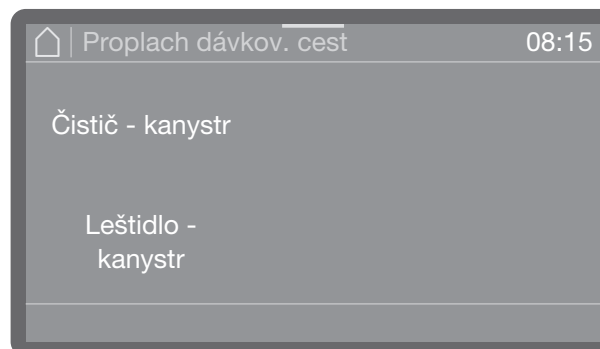 Proplach dávkov. cest 08:15
Čistič - kanystr
Leštidlo -
kanystr